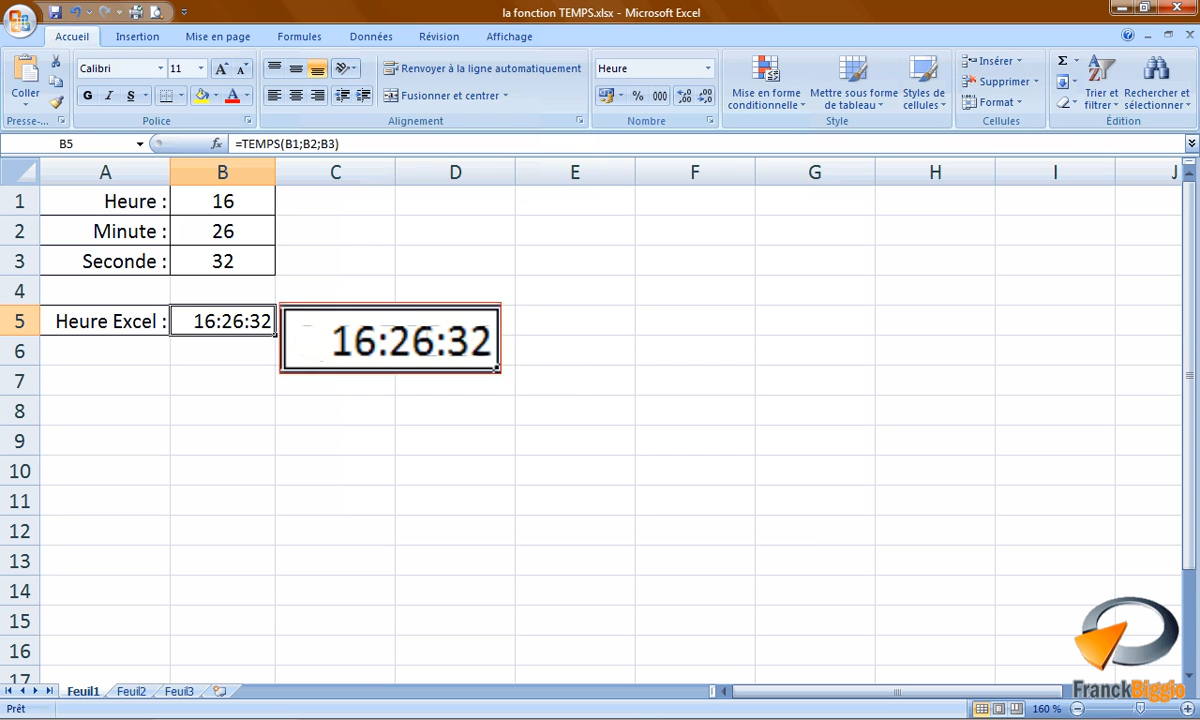 la fonction TEMPS.xlsx - Microsoft Excel
Accueil Insertion Mise en page Formules Données Révision Affichage
Coller
Presse-...
Calibri 11
G I S
Police
Renvoyer à la ligne automatiquement
Fusionner et centrer
Alignement
Heure
% 000
Nombre
Mise en forme conditionnelle
Mettre sous forme de tableau
Styles de cellules
Style
Insérer
Supprimer
Format
Cellules
Σ
Trier et filtrer
Rechercher et sélectionner
Édition
B5 fx =TEMPS(B1;B2;B3)
A B C D E F G H I J
1 Heure : 16
2 Minute : 26
3 Seconde : 32
4
5 Heure Excel : 16:26:32
16:26:32
6
7
8
9
10
11
12
13
14
15
16
17
FranckBiggio
Feuil1 Feuil2 Feuil3
Prêt 160 %